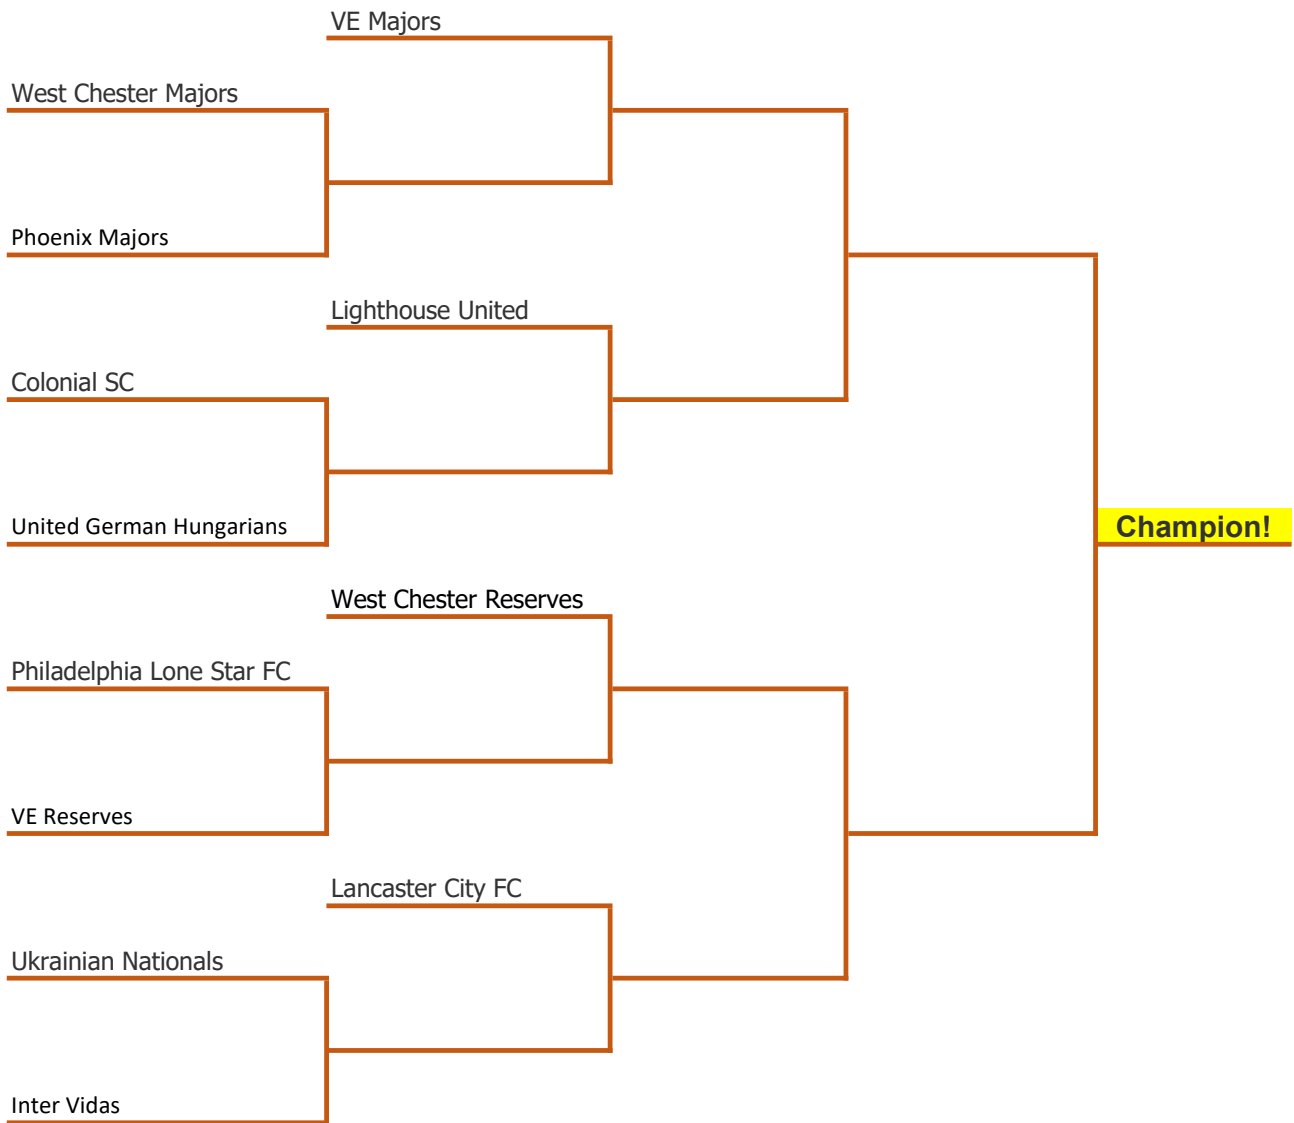 VE Majors
West Chester Majors
Phoenix Majors
Lighthouse United
Colonial SC
United German Hungarians
Champion!
West Chester Reserves
Philadelphia Lone Star FC
VE Reserves
Lancaster City FC
Ukrainian Nationals
Inter Vidas